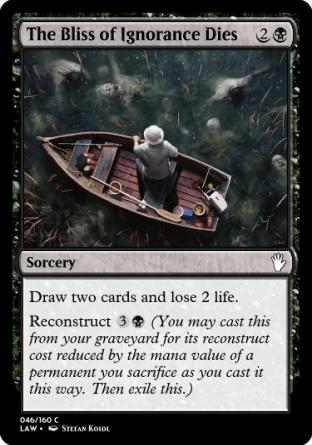 The Bliss of Ignorance Dies 2
Sorcery
Draw two cards and lose 2 life.
Reconstruct 3 (You may cast this
from your graveyard for its reconstruct
cost reduced by the mana value of a
permanent you sacrifice as you cast it
this way. Then exile this.)
046/160 C
LAW • Stefan Koidl